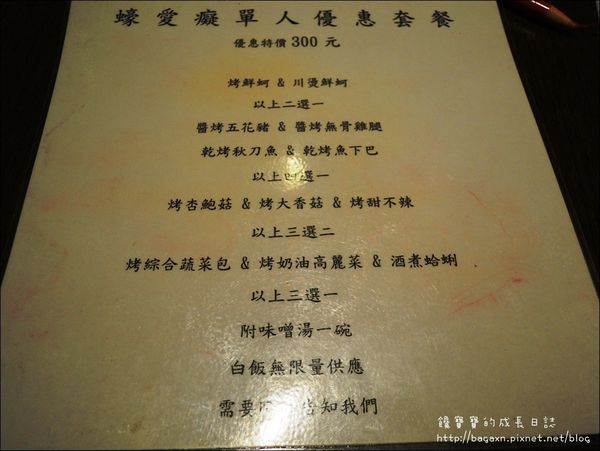 蠔愛癡單人優惠套餐
優惠特價 300 元
烤鮮蚵 & 川燙鮮蚵
以上二選一
醬烤五花豬 & 醬烤無骨雞腿
乾烤秋刀魚 & 乾烤魚下巴
以上四選一
烤杏鮑菇 & 烤大香菇 & 烤甜不辣
以上三選二
烤綜合蔬菜包 & 烤奶油高麗菜 & 酒煮蛤蜊
以上三選一
附味噌湯一碗
白飯無限量供應
需要 告知我們
饞寶寶的成長日誌
http://bagaxn.pixnet.net/blog